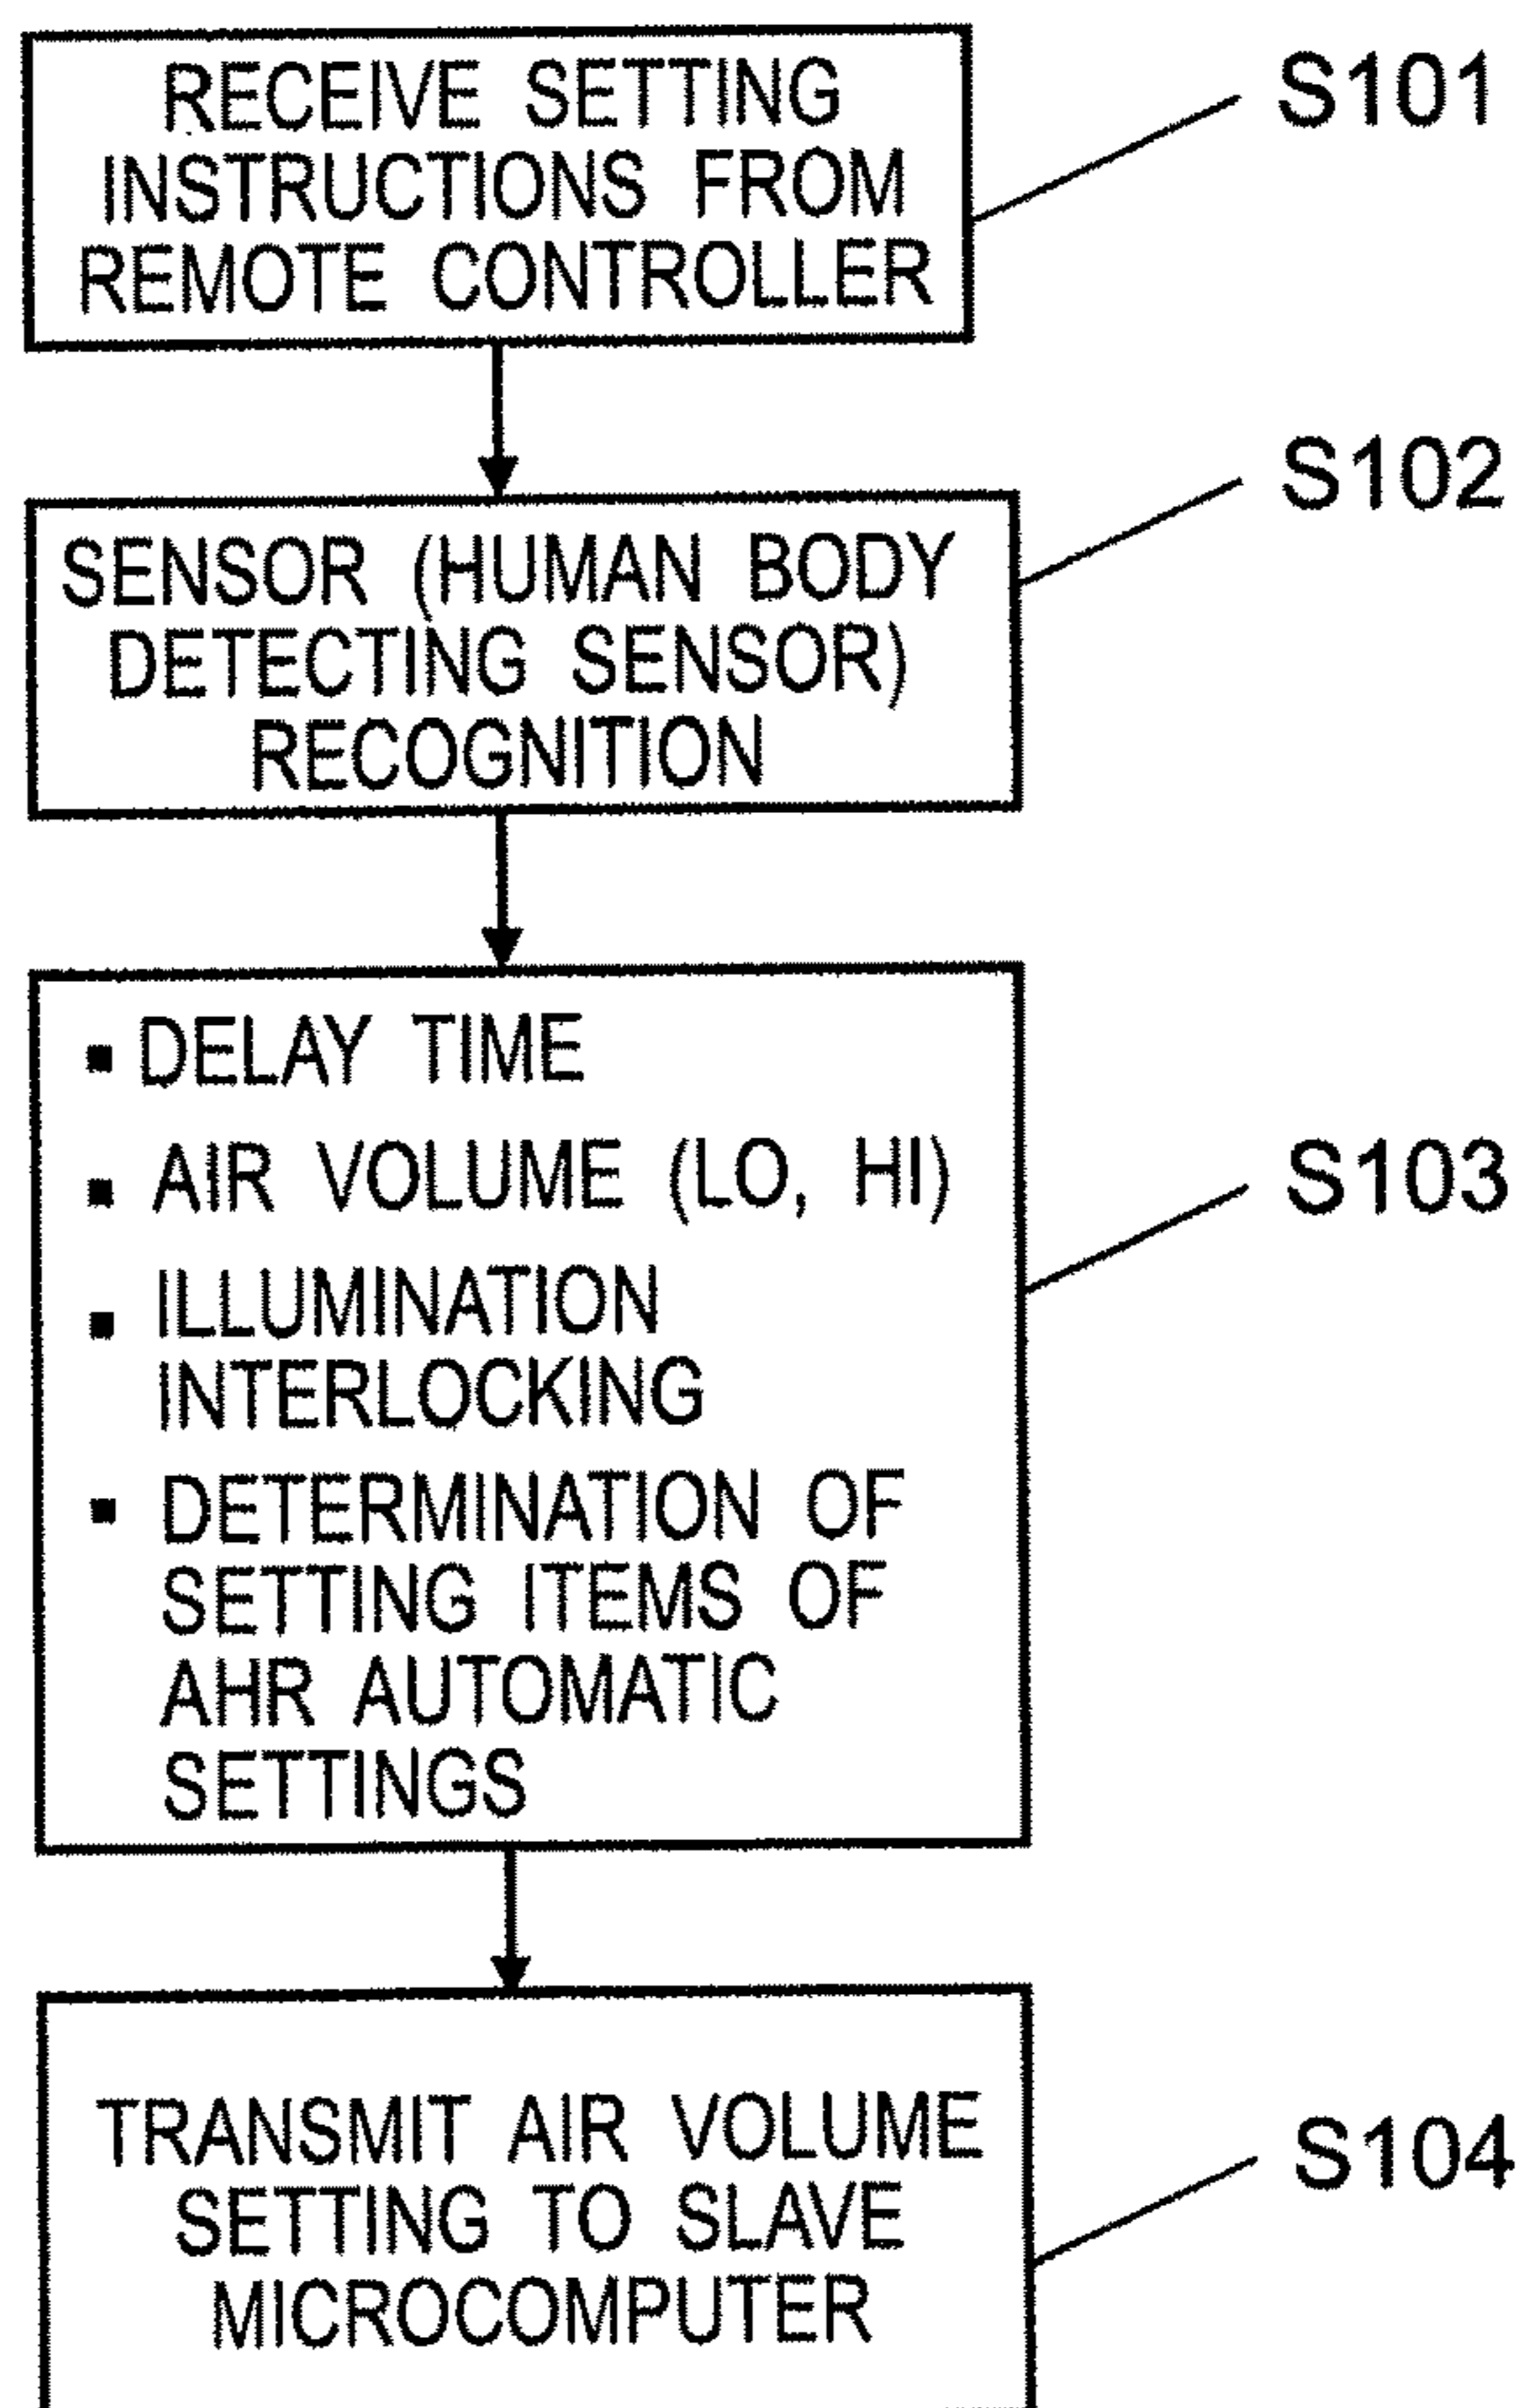 RECEIVE SETTING
INSTRUCTIONS FROM
REMOTE CONTROLLER
S101
SENSOR (HUMAN BODY
DETECTING SENSOR)
RECOGNITION
S102
▪ DELAY TIME
▪ AIR VOLUME (LO, HI)
▪ ILLUMINATION
INTERLOCKING
▪ DETERMINATION OF
SETTING ITEMS OF
AHR AUTOMATIC
SETTINGS
S103
TRANSMIT AIR VOLUME
SETTING TO SLAVE
MICROCOMPUTER
S104